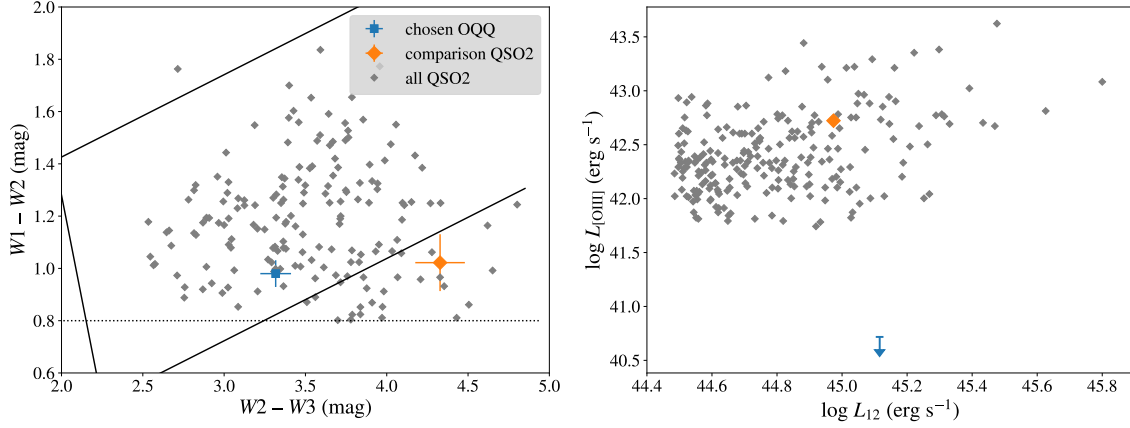 2.0
1.8
1.6
1.4
1.2
1.0
0.8
0.6
W1 − W2 (mag)
2.0 2.5 3.0 3.5 4.0 4.5 5.0
W2 − W3 (mag)
chosen OQQ
comparison QSO2
all QSO2
43.5
43.0
42.5
42.0
41.5
41.0
40.5
log L[OIII] (erg s⁻¹)
44.4 44.6 44.8 45.0 45.2 45.4 45.6 45.8
log L12 (erg s⁻¹)